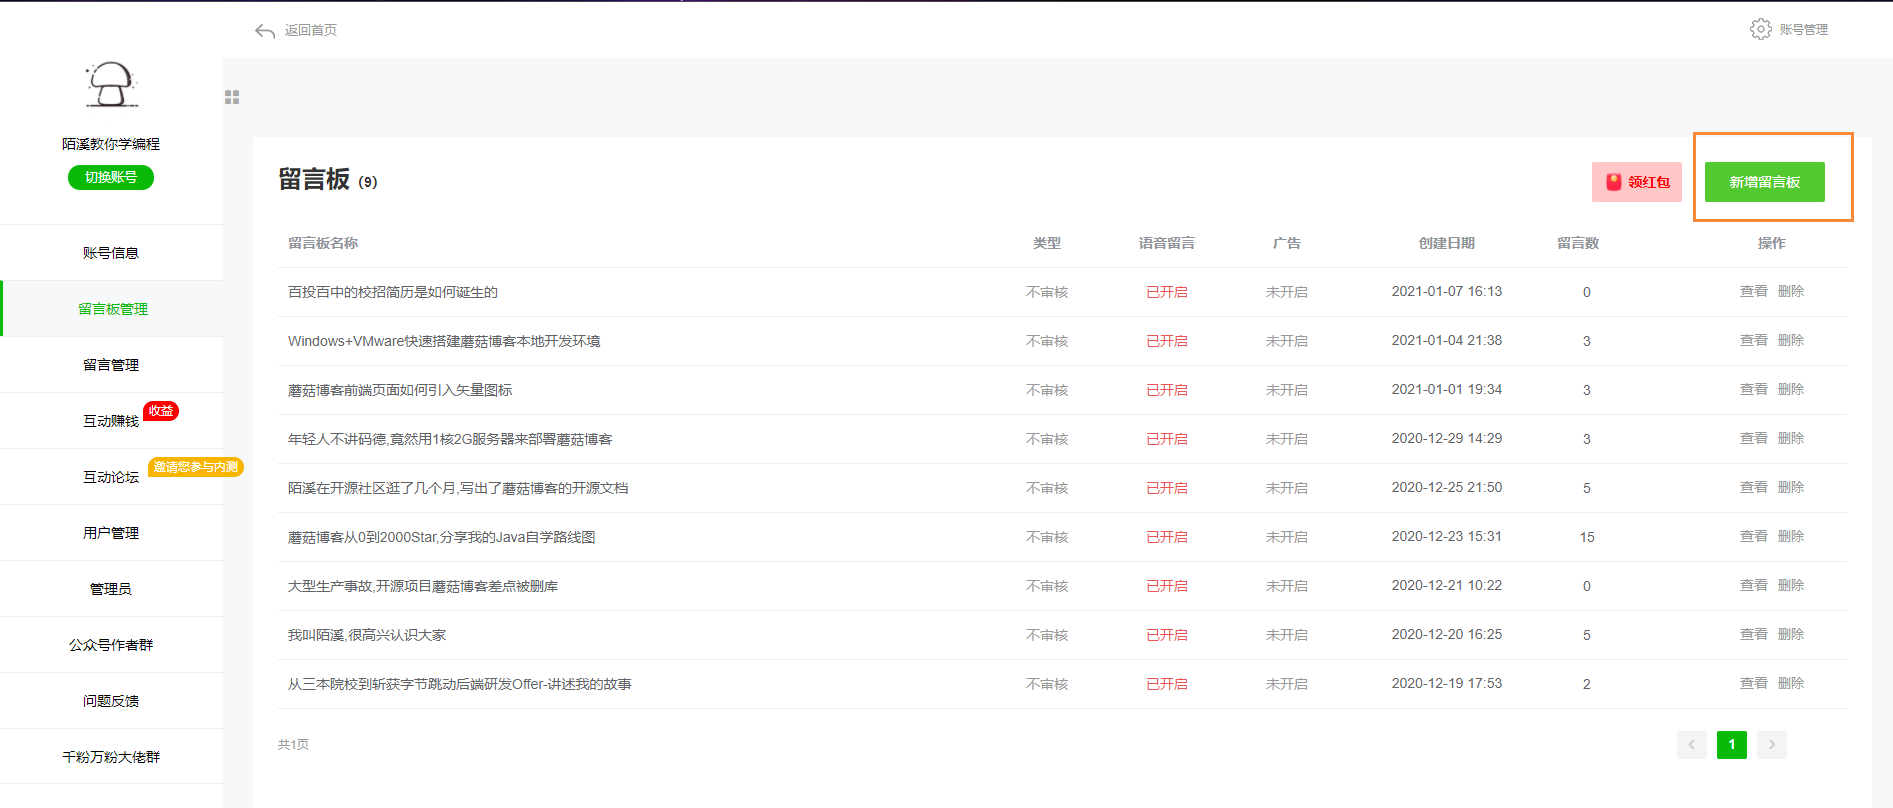 返回首页
账号管理
陌溪教你学编程
切换账号
账号信息
留言板管理
留言管理
互动赚钱 收益
互动论坛 邀请您参与内测
用户管理
管理员
公众号作者群
问题反馈
千粉万粉大佬群
留言板 (9)
领红包
新增留言板
留言板名称 类型 语音留言 广告 创建日期 留言数 操作
百投百中的校招简历是如何诞生的 不审核 已开启 未开启 2021-01-07 16:13 0 查看 删除
Windows+VMware快速搭建蘑菇博客本地开发环境 不审核 已开启 未开启 2021-01-04 21:38 3 查看 删除
蘑菇博客前端页面如何引入矢量图标 不审核 已开启 未开启 2021-01-01 19:34 3 查看 删除
年轻人不讲码德,竟然用1核2G服务器来部署蘑菇博客 不审核 已开启 未开启 2020-12-29 14:29 3 查看 删除
陌溪在开源社区逛了几个月,写出了蘑菇博客的开源文档 不审核 已开启 未开启 2020-12-25 21:50 5 查看 删除
蘑菇博客从0到2000Star,分享我的Java自学路线图 不审核 已开启 未开启 2020-12-23 15:31 15 查看 删除
大型生产事故,开源项目蘑菇博客差点被删库 不审核 已开启 未开启 2020-12-21 10:22 0 查看 删除
我叫陌溪,很高兴认识大家 不审核 已开启 未开启 2020-12-20 16:25 5 查看 删除
从三本院校到斩获字节跳动后端研发Offer-讲述我的故事 不审核 已开启 未开启 2020-12-19 17:53 2 查看 删除
共1页
1